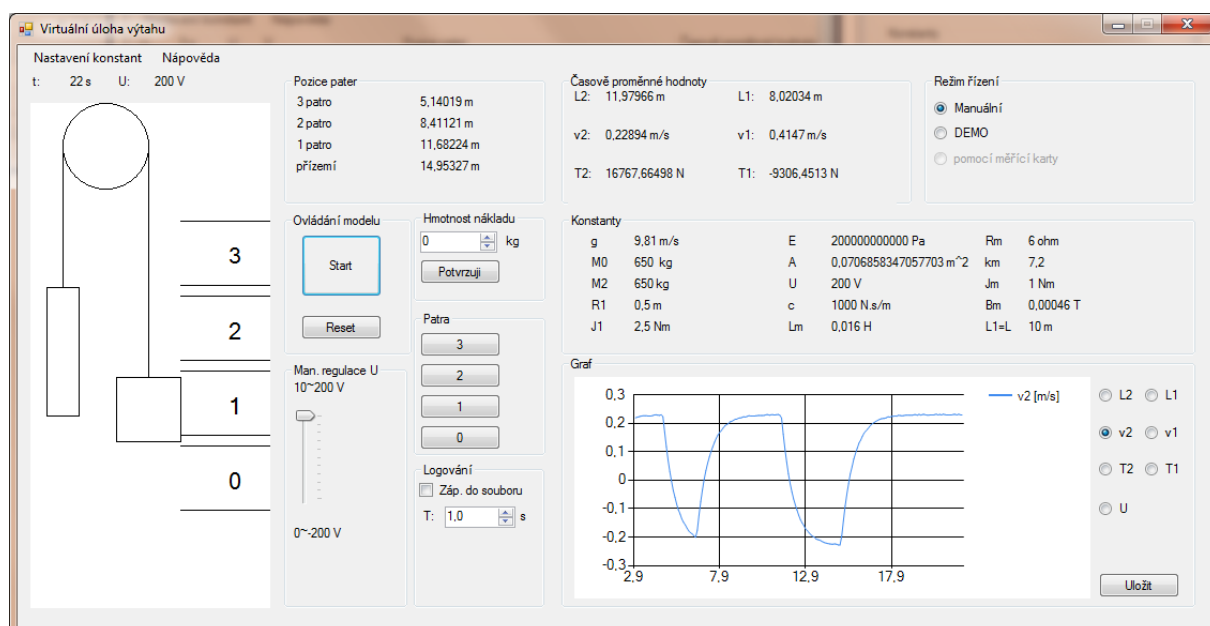 Virtuální úloha výtahu
Nastavení konstant Nápověda
t: 22 s U: 200 V
3
2
1
0
Pozice pater
3 patro 5,14019 m
2 patro 8,41121 m
1 patro 11,68224 m
přízemí 14,95327 m
Časově proměnné hodnoty
L2: 11,97966 m L1: 8,02034 m
v2: 0,22894 m/s v1: 0,4147 m/s
T2: 16767,66498 N T1: -9306,4513 N
Režim řízení
Manuální
DEMO
pomocí měřící karty
Ovládání modelu
Start
Reset
Hmotnost nákladu
0 kg
Potvrzuji
Patra
3
2
1
0
Man. regulace U
10~200 V
0~-200 V
Logování
Záp. do souboru
T: 1,0 s
Konstanty
g 9,81 m/s E 200000000000 Pa Rm 6 ohm
M0 650 kg A 0,0706858347057703 m^2 km 7,2
M2 650 kg U 200 V Jm 1 Nm
R1 0,5 m c 1000 N.s/m Bm 0,00046 T
J1 2,5 Nm Lm 0,016 H L1=L 10 m
Graf
0,3
0,2
0,1
0
-0,1
-0,2
-0,3
2,9 7,9 12,9 17,9
v2 [m/s]
L2 L1
v2 v1
T2 T1
U
Uložit